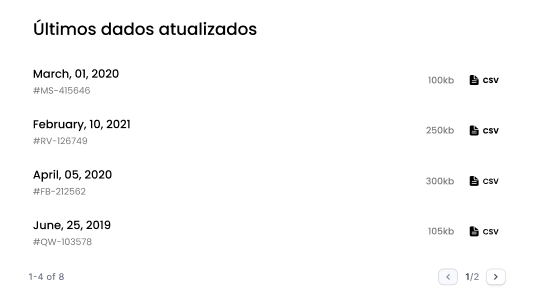 Últimos dados atualizados
March, 01, 2020
#MS-415646
100kb CSV
February, 10, 2021
#RV-126749
250kb CSV
April, 05, 2020
#FB-212562
300kb CSV
June, 25, 2019
#QW-103578
105kb CSV
1-4 of 8
1/2